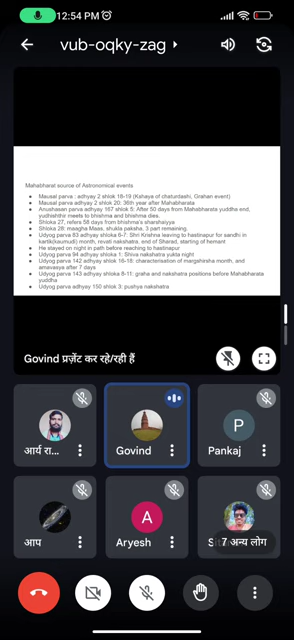 12:54 PM
vub-oqky-zag
Mahabharat source of Astronomical events
Mausal parva : adhyay 2 shlok 18-19 (Kshaya of chaturdashi, Grahan event)
Mausal parva adhyay 2 shlok 20, 36th year after Mahabharata
Anushasan parva adhyay 167 shlok 5: After 50 days from Mahabharata yuddha end,
yudhishthir meets to bhishma and bhishma dies.
Shloka 27, refers 58 days from bhishma's sharshaiyya
Shloka 28: maagha Maas, shukla paksha, 3 part remaining.
Udyog parva 83 adhyay shloka 6-7: Shri Krishna leaving to hastinapur for sandhi in
kartik(kaumudi) month, revati nakshatra, end of Sharad, starting of hemant
He stayed on in path before reaching to hastinapur
Udyog parva 94 adhyay shloka 1: Shiva nakshatra yukta night
Udyog parva 142 adhyay shlok 16-18: characterisation of margshirsha month, and
amavasya after 7 days
Udyog parva 143 adhyay shloka 8-11: graha and nakshatra positions before Mahabharata
yuddha
Udyog parva adhyay 150 shlok 3: pushya nakshatra
Govind प्रज़ेंट कर रहे/रही हैं
आर्य रा...
Govind
P
Pankaj
आप
A
Aryesh
7 अन्य लोग